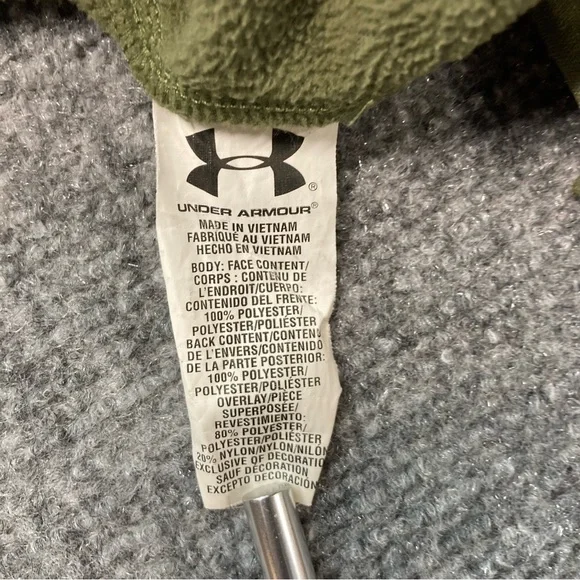 ®
UNDER ARMOUR®
MADE IN VIETNAM
FABRIQUÉ AU VIETNAM
HECHO EN VIETNAM
BODY: FACE CONTENT/
CORPS : CONTENU DE
L'ENDROIT/CUERPO:
CONTENIDO DEL FRENTE:
100% POLYESTER/
POLYESTER/POLIÉSTER
BACK CONTENT/CONTENU
DE L'ENVERS/CONTENIDO
DE LA PARTE POSTERIOR:
100% POLYESTER/
POLYESTER/POLIÉSTER
OVERLAY/PIÈCE
SUPERPOSÉE/
REVESTIMIENTO:
80% POLYESTER/
POLYESTER/POLIÉSTER
20% NYLON/NYLON/NILÓN
EXCLUSIVE OF DECORATION
SAUF DÉCORATION
EXCEPTO DECORACIÓN